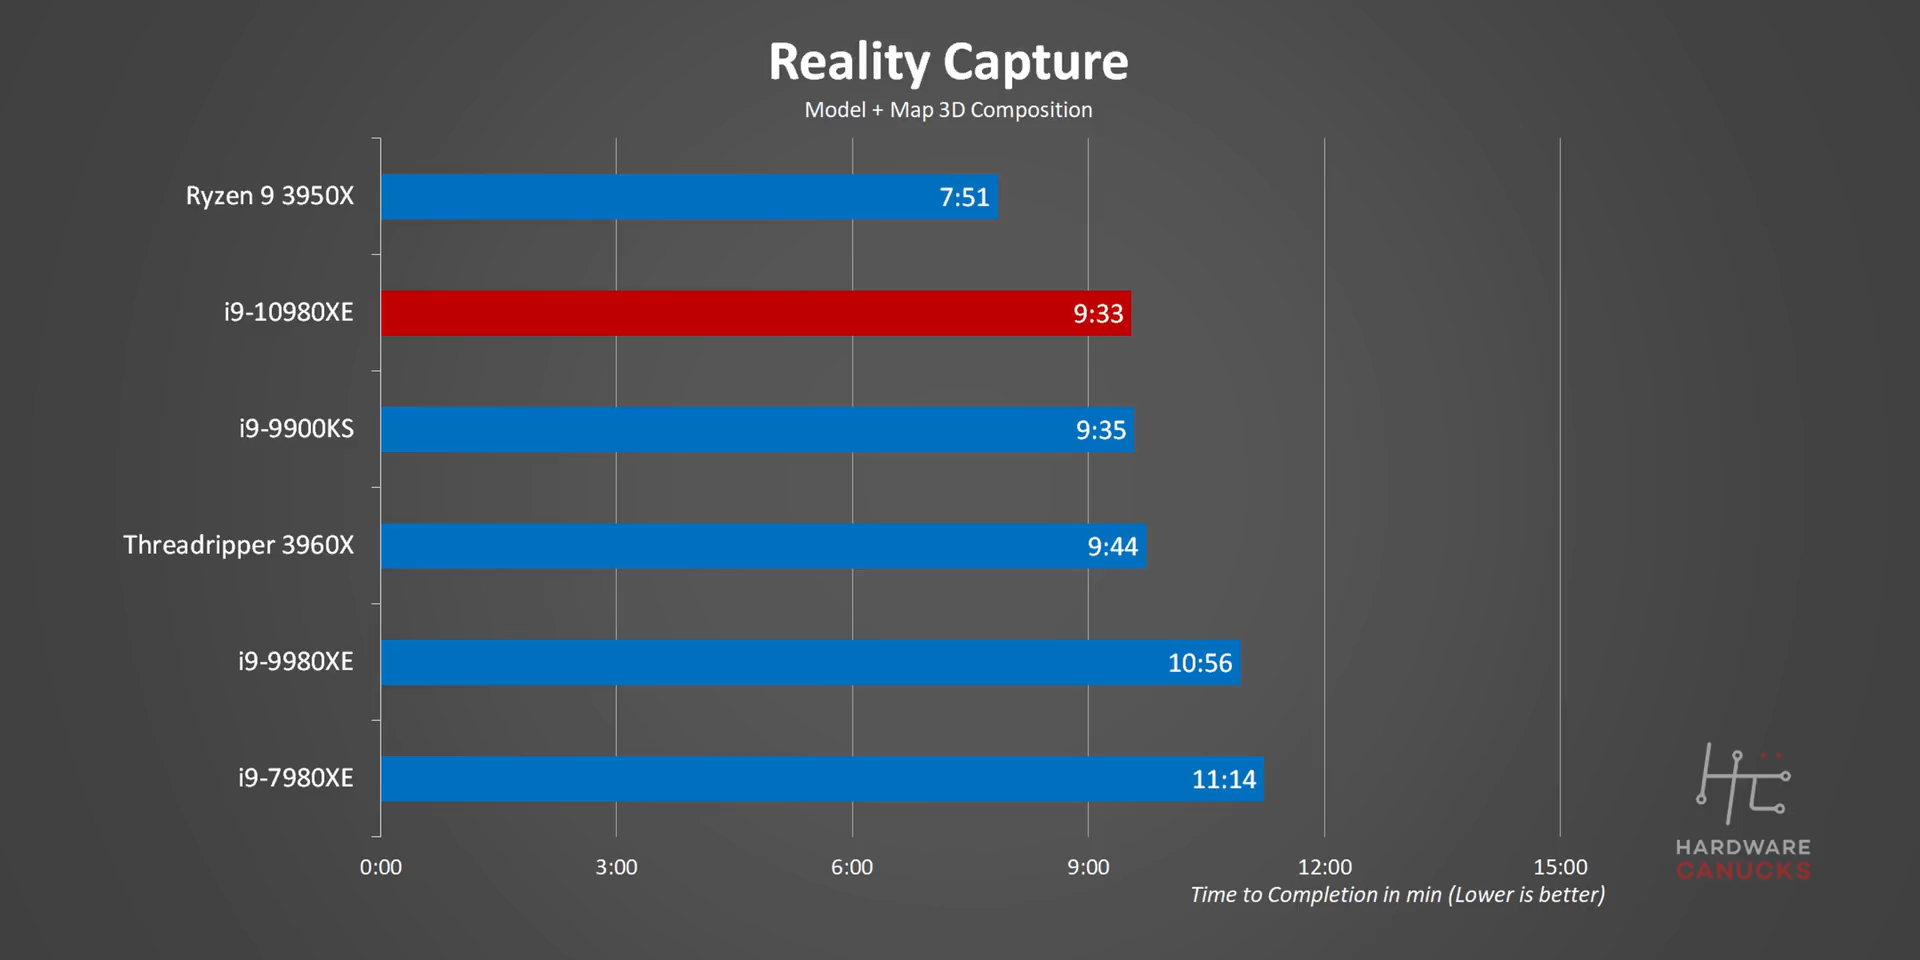 Reality Capture
Model + Map 3D Composition
Ryzen 9 3950X
7:51
i9-10980XE
9:33
i9-9900KS
9:35
Threadripper 3960X
9:44
i9-9980XE
10:56
i9-7980XE
11:14
0:00 3:00 6:00 9:00 12:00 15:00
Time to Completion in min (Lower is better)
HARDWARE
CANUCKS